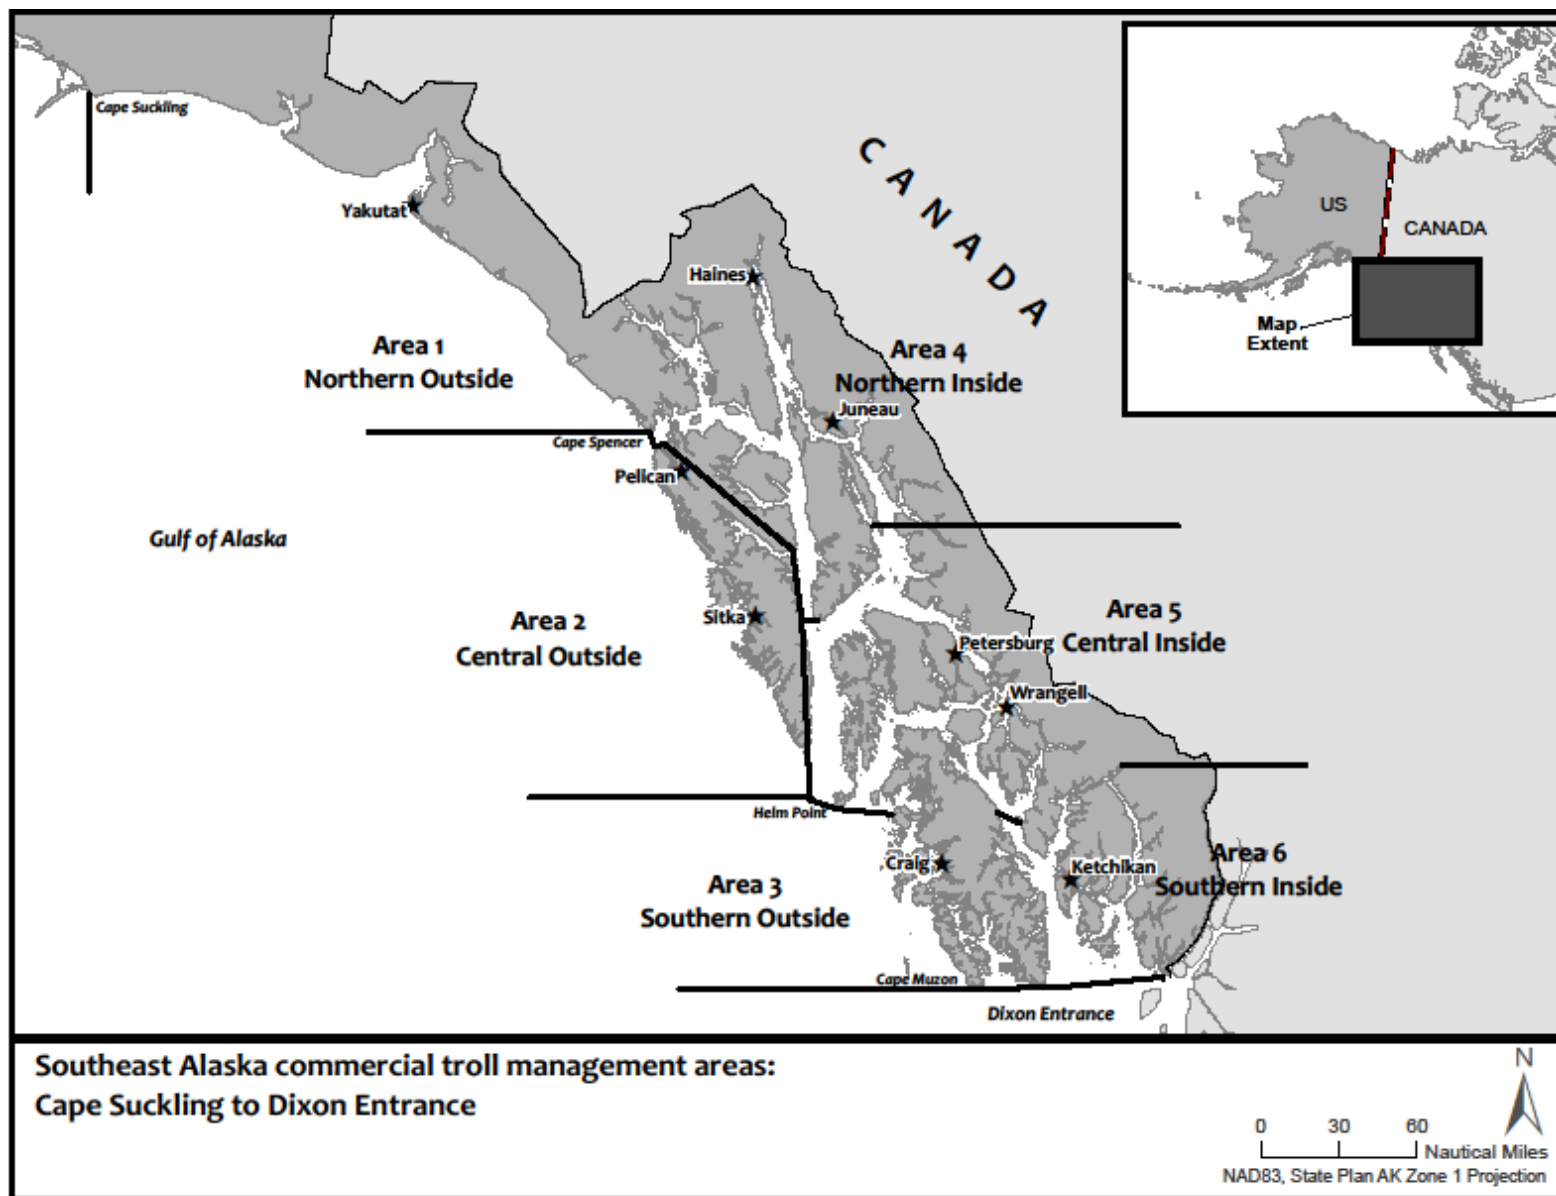 Cape Suckling
CANADA
Yakutat
US
CANADA
Haines
Map
Extent
Area 1
Northern Outside
Area 4
Northern Inside
Juneau
Cape Spencer
Pelican
Gulf of Alaska
Area 2
Central Outside
Sitka
Area 5
Central Inside
Petersburg
Wrangell
Helm Point
Craig
Ketchikan
Area 6
Southern Inside
Area 3
Southern Outside
Cape Muzon
Dixon Entrance
Southeast Alaska commercial troll management areas:
Cape Suckling to Dixon Entrance
N
0 30 60
Nautical Miles
NAD83, State Plan AK Zone 1 Projection